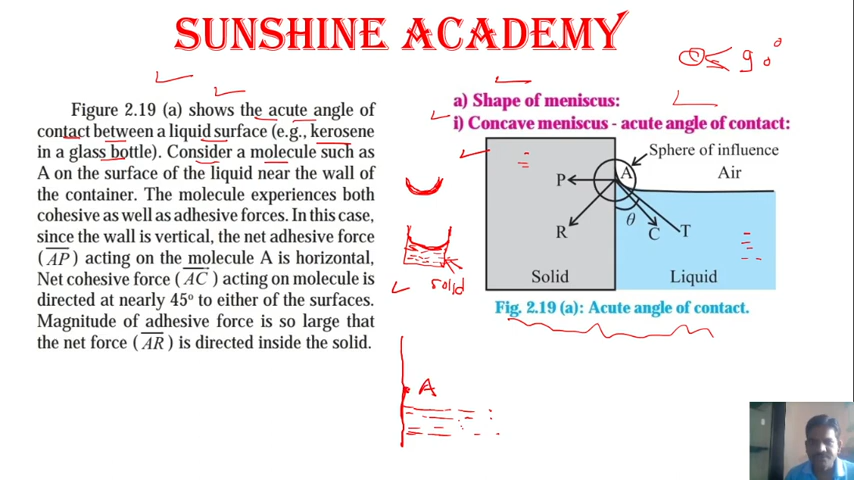 SUNSHINE ACADEMY
θ < 90°
Figure 2.19 (a) shows the acute angle of
contact between a liquid surface (e.g., kerosene
in a glass bottle). Consider a molecule such as
A on the surface of the liquid near the wall of
the container. The molecule experiences both
cohesive as well as adhesive forces. In this case,
since the wall is vertical, the net adhesive force
(AP) acting on the molecule A is horizontal,
Net cohesive force (AC) acting on molecule is
directed at nearly 45° to either of the surfaces.
Magnitude of adhesive force is so large that
the net force (AR) is directed inside the solid.
solid
A
a) Shape of meniscus:
i) Concave meniscus - acute angle of contact:
Sphere of influence
A
Air
P
R
θ
C
T
Solid
Liquid
Fig. 2.19 (a): Acute angle of contact.